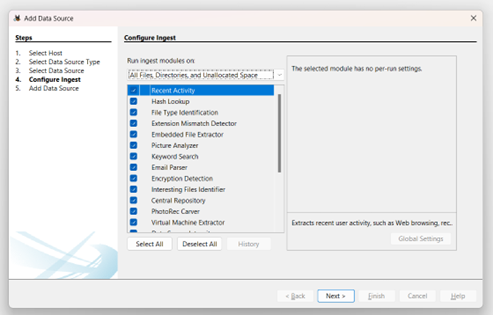 Add Data Source
Steps
1. Select Host
2. Select Data Source Type
3. Select Data Source
4. Configure Ingest
5. Add Data Source
Configure Ingest
Run ingest modules on:
All Files, Directories, and Unallocated Space
Recent Activity
Hash Lookup
File Type Identification
Extension Mismatch Detector
Embedded File Extractor
Picture Analyzer
Keyword Search
Email Parser
Encryption Detection
Interesting Files Identifier
Central Repository
PhotoRec Carver
Virtual Machine Extractor
Select All
Deselect All
History
The selected module has no per-run settings.
Extracts recent user activity, such as Web browsing, rec..
Global Settings
< Back
Next >
Finish
Cancel
Help